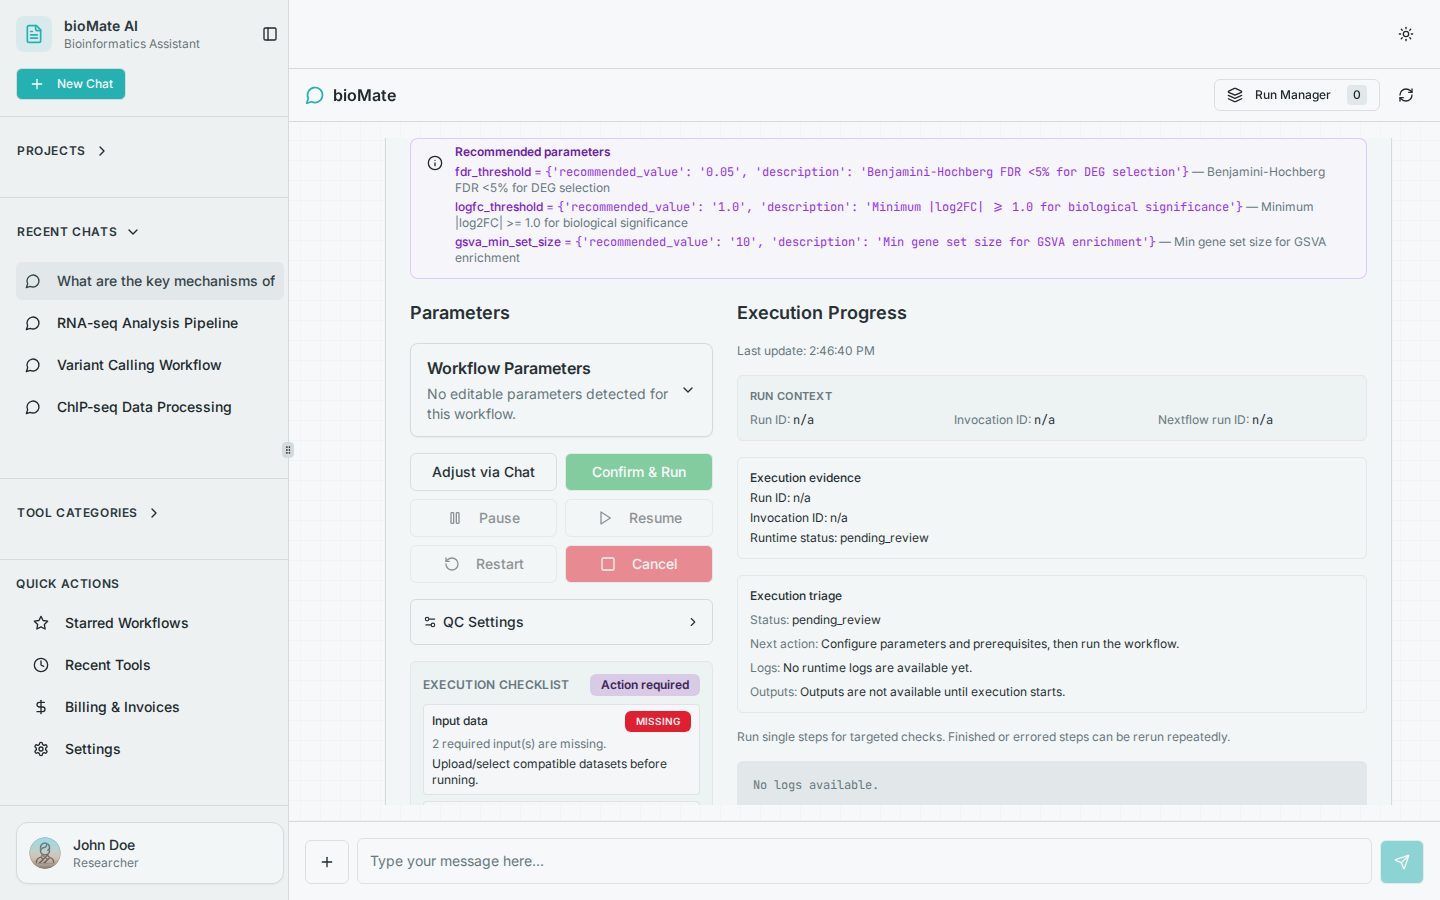 bioMate AI
Bioinformatics Assistant
New Chat
PROJECTS
RECENT CHATS
What are the key mechanisms of
RNA-seq Analysis Pipeline
Variant Calling Workflow
ChIP-seq Data Processing
TOOL CATEGORIES
QUICK ACTIONS
Starred Workflows
Recent Tools
Billing & Invoices
Settings
John Doe
Researcher
bioMate
Run Manager 0
Recommended parameters
fdr_threshold = {'recommended_value': '0.05', 'description': 'Benjamini-Hochberg FDR <5% for DEG selection'} — Benjamini-Hochberg
FDR <5% for DEG selection
logfc_threshold = {'recommended_value': '1.0', 'description': 'Minimum |log2FC| >= 1.0 for biological significance'} — Minimum
|log2FC| >= 1.0 for biological significance
gsva_min_set_size = {'recommended_value': '10', 'description': 'Min gene set size for GSVA enrichment'} — Min gene set size for GSVA
enrichment
Parameters
Workflow Parameters
No editable parameters detected for
this workflow.
Adjust via Chat
Confirm & Run
Pause
Resume
Restart
Cancel
QC Settings
EXECUTION CHECKLIST
Action required
Input data
MISSING
2 required input(s) are missing.
Upload/select compatible datasets before
running.
Execution Progress
Last update: 2:46:40 PM
RUN CONTEXT
Run ID: n/a
Invocation ID: n/a
Nextflow run ID: n/a
Execution evidence
Run ID: n/a
Invocation ID: n/a
Runtime status: pending_review
Execution triage
Status: pending_review
Next action: Configure parameters and prerequisites, then run the workflow.
Logs: No runtime logs are available yet.
Outputs: Outputs are not available until execution starts.
Run single steps for targeted checks. Finished or errored steps can be rerun repeatedly.
No logs available.
Type your message here...